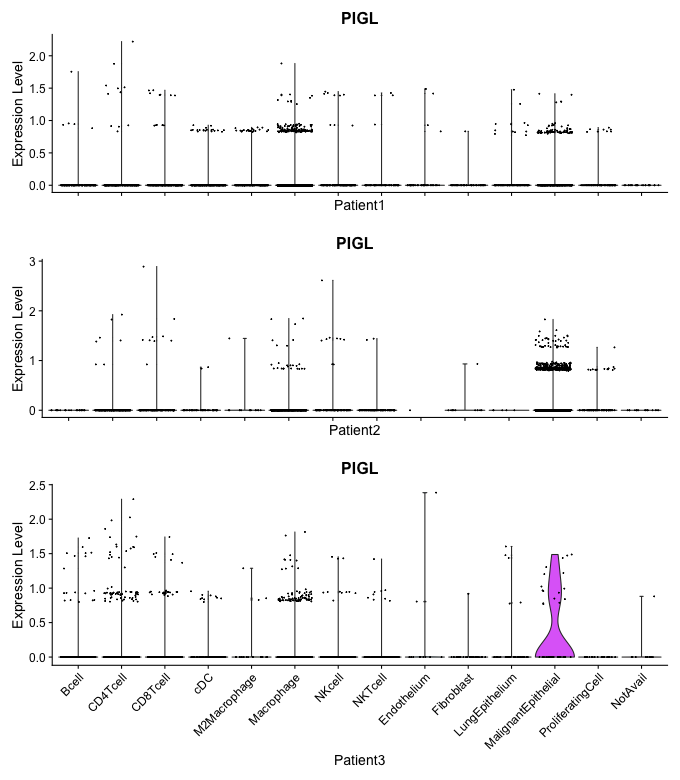 PIGL
Expression Level
2.0
1.5
1.0
0.5
0.0
Patient1
PIGL
Expression Level
3
2
1
0
Patient2
PIGL
Expression Level
2.5
2.0
1.5
1.0
0.5
0.0
Bcell
CD4Tcell
CD8Tcell
cDC
M2Macrophage
Macrophage
NKcell
NKTcell
Endothelium
Fibroblast
LungEpithelium
MalignantEpithelial
ProliferatingCell
NotAvail
Patient3